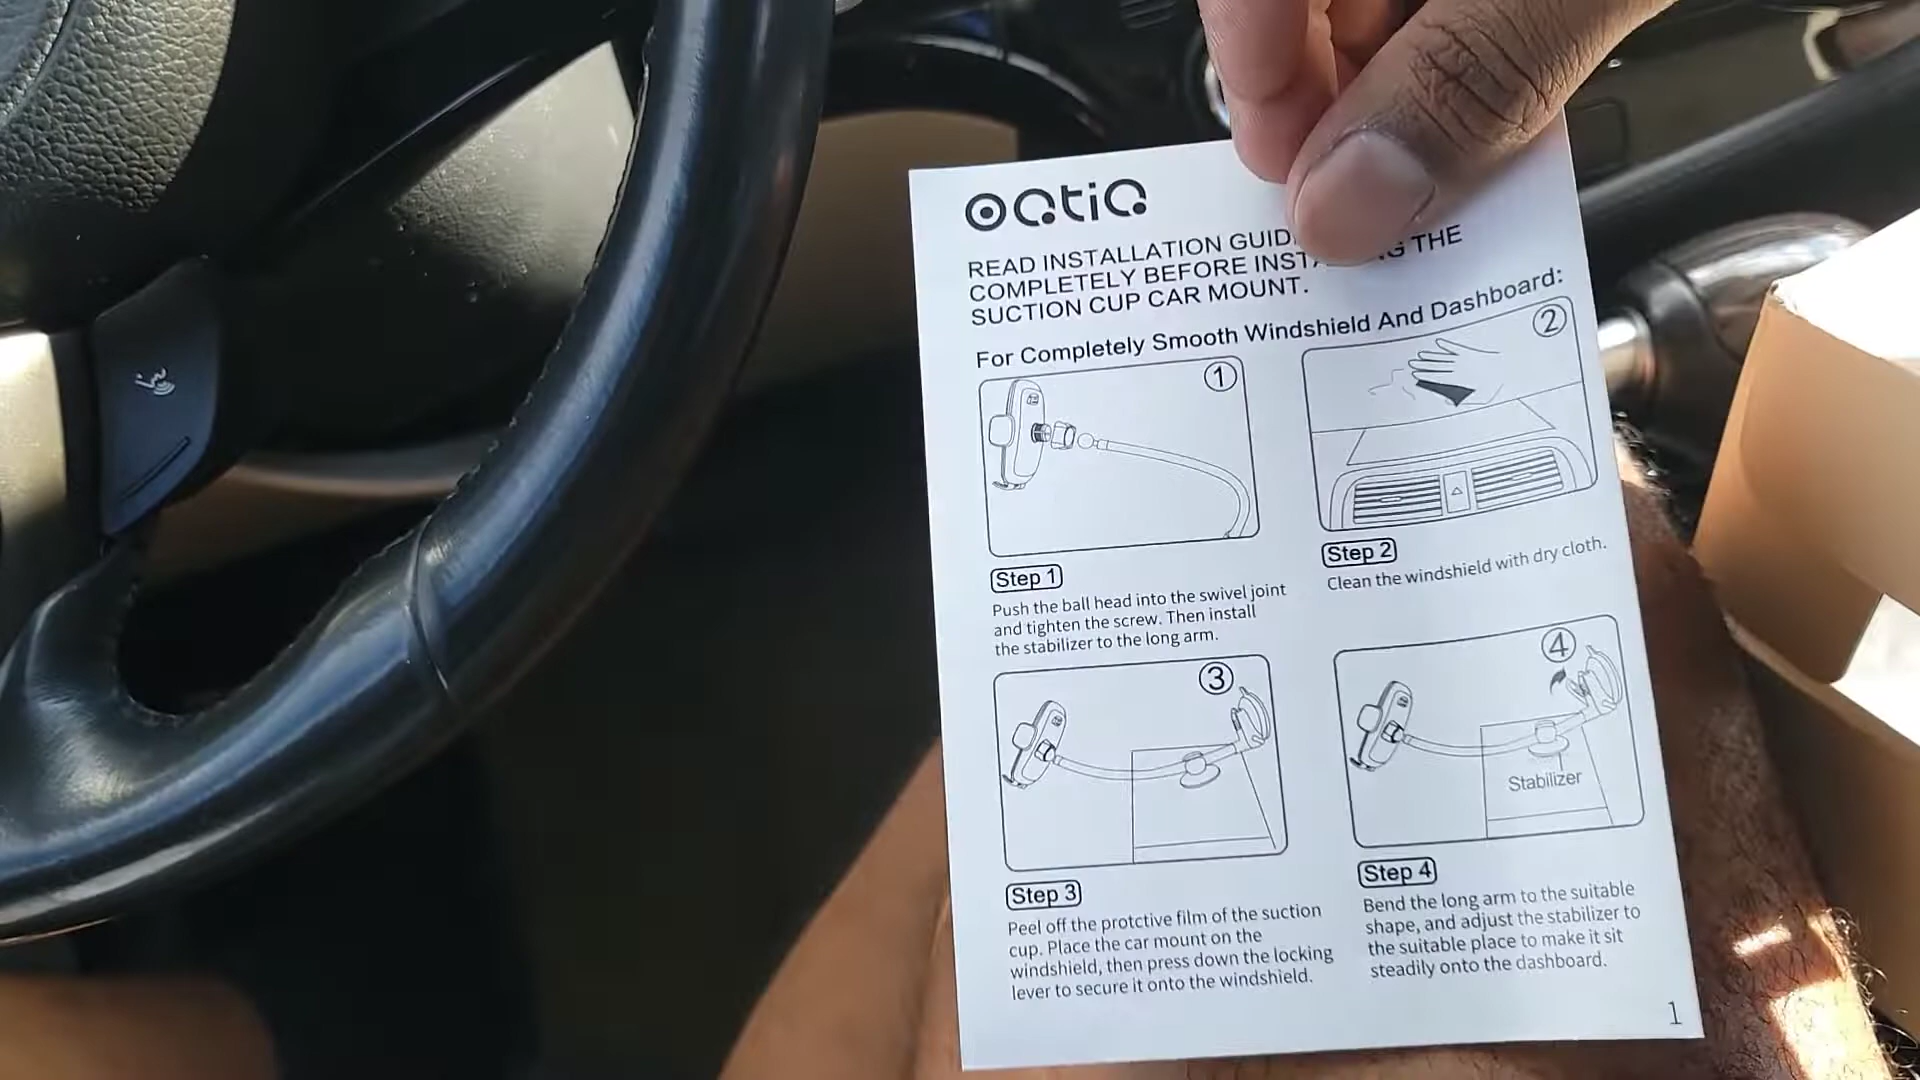 oQtiQ
READ INSTALLATION THE
COMPLETELY BEFORE
SUCTION CUP CAR MOUNT.
For Completely Smooth Windshield And Dashboard:
1
2
Step 1
Push the ball head into the swivel joint
and tighten the screw. Then install
the stabilizer to the long arm.
Step 2
Clean the windshield with dry cloth.
3
4
Stabilizer
Step 3
Peel off the protctive film of the suction
cup. Place the car mount on the
windshield, then press down the locking
lever to secure it onto the windshield.
Step 4
Bend the long arm to the suitable
shape, and adjust the stabilizer to
the suitable place to make it sit
steadily onto the dashboard.
1